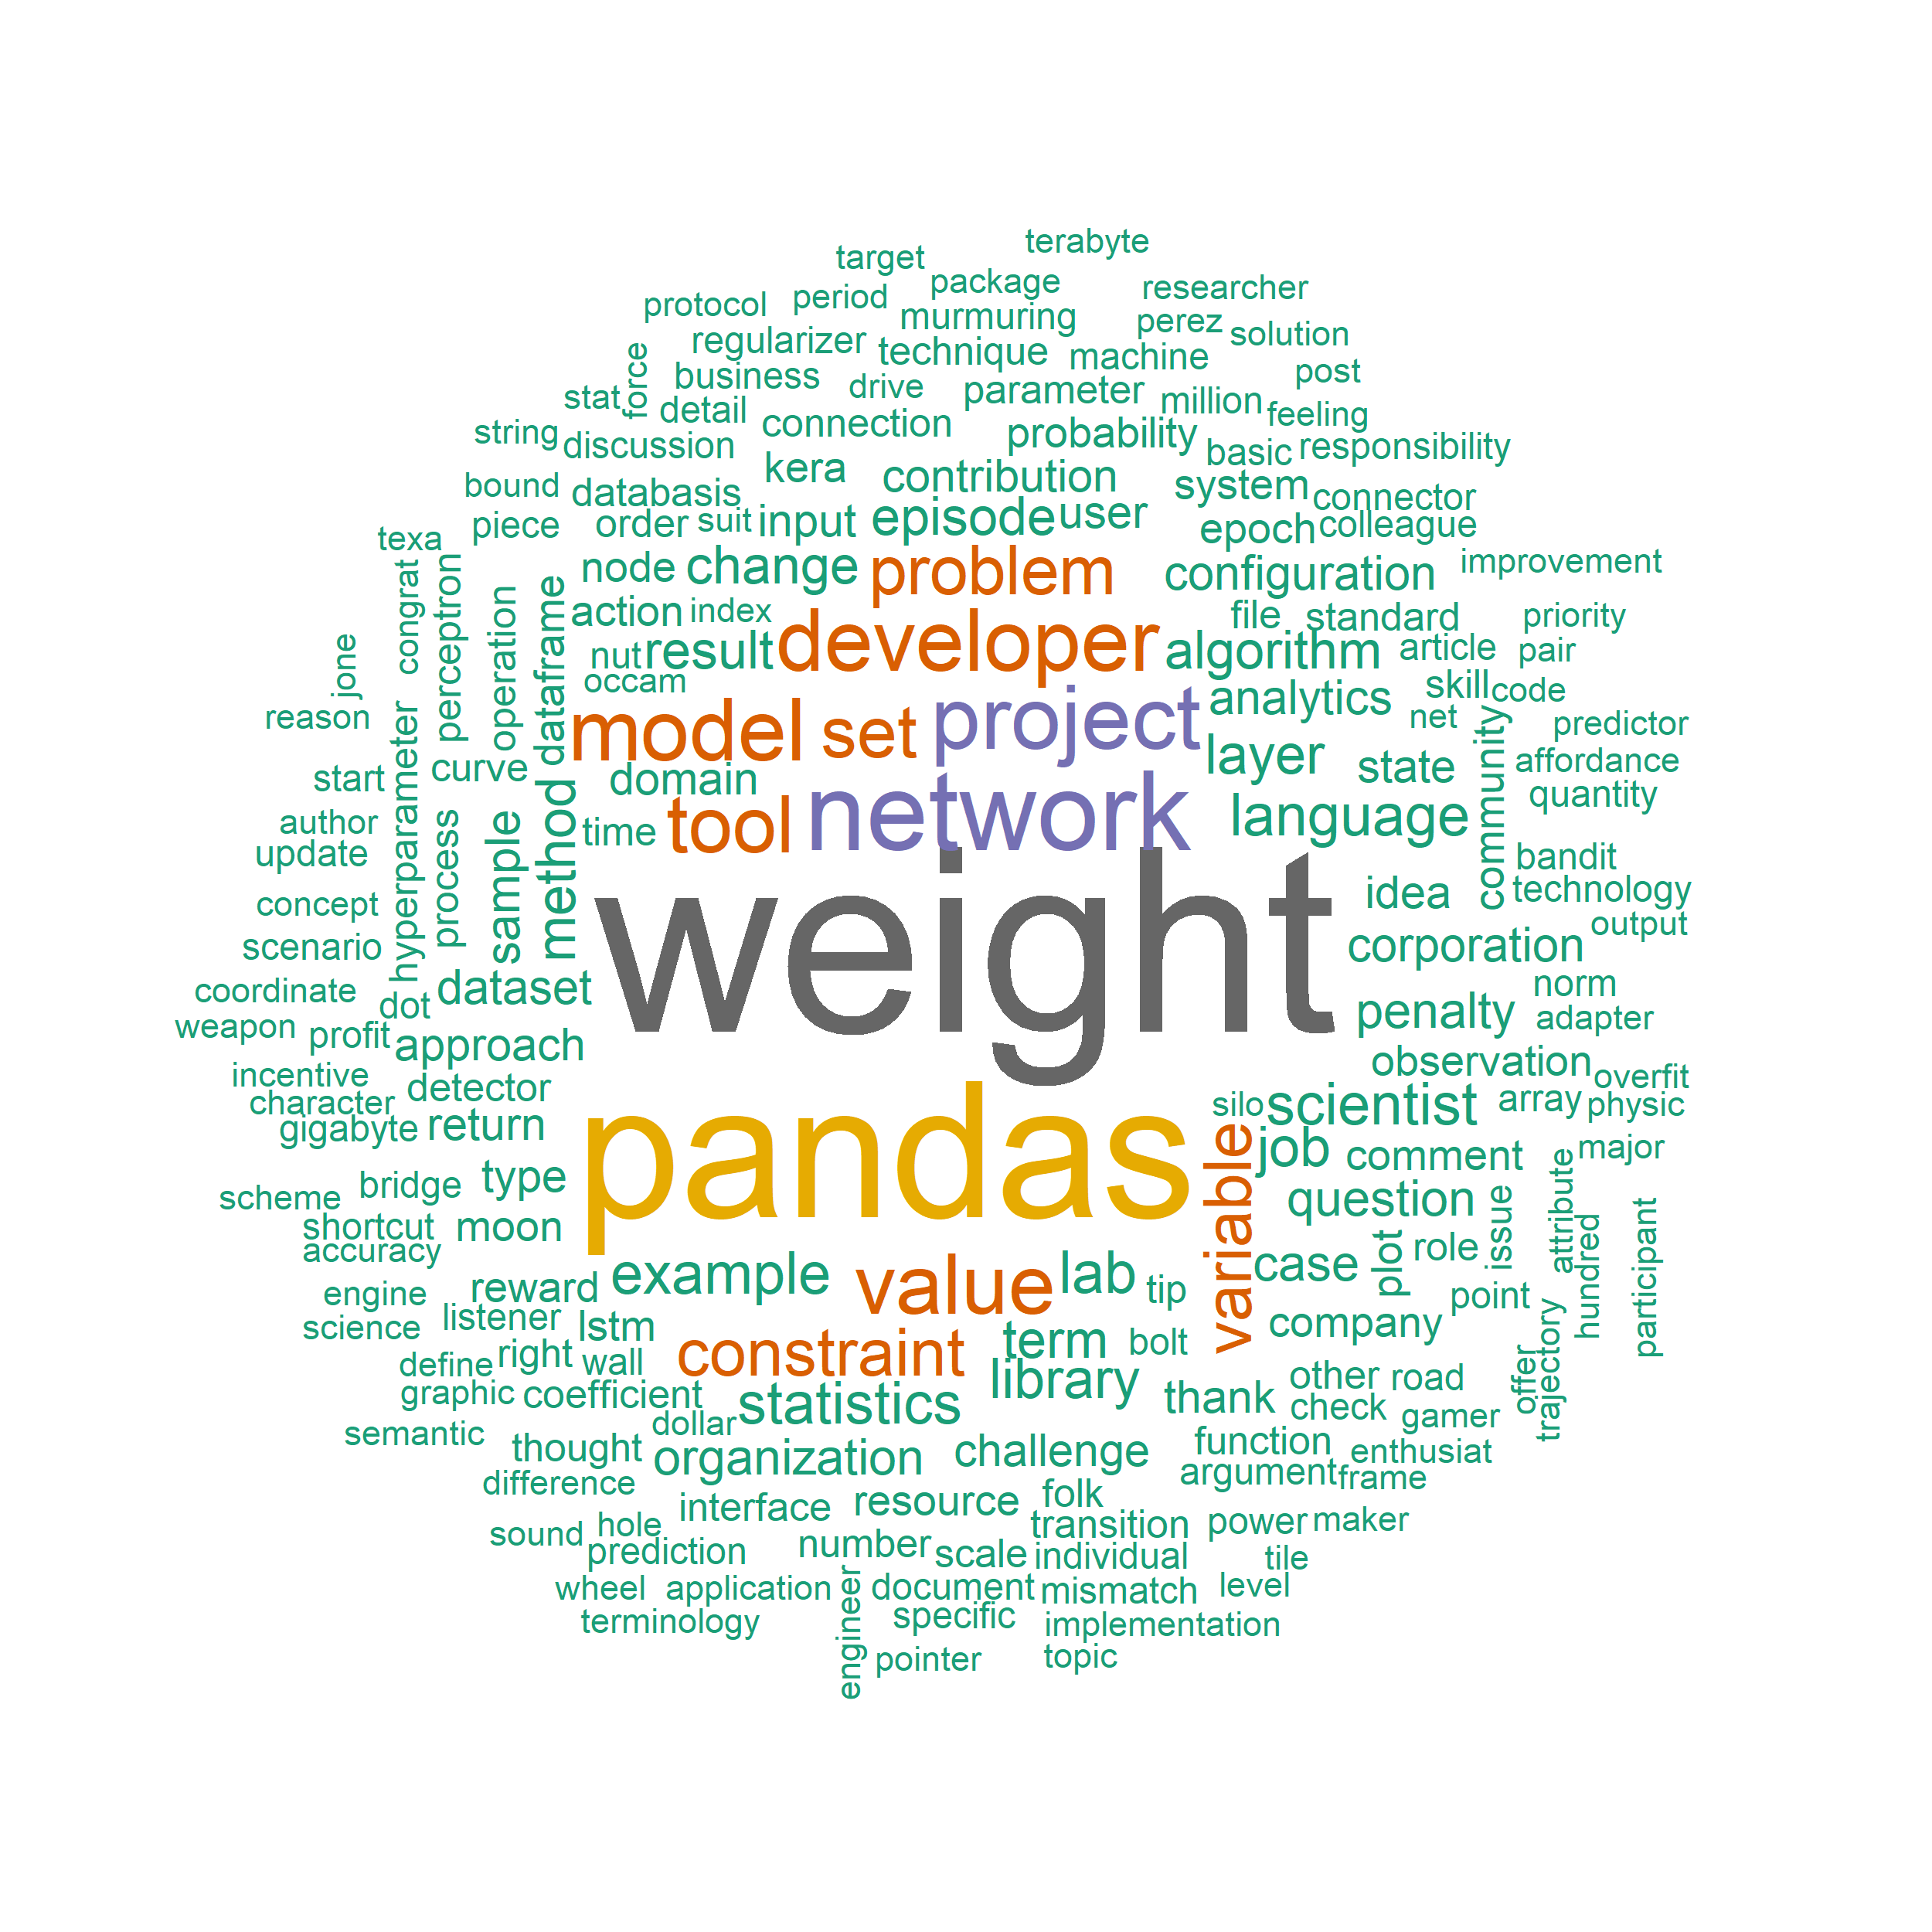 terabyte
target
package
researcher
protocol
period
murmuring
perez
solution
regularizer
technique
machine
force
business
drive
parameter
million
post
stat
detail
connection
feeling
string
discussion
probability
basic
responsibility
kera
contribution
system
connector
bound
databasis
piece
order
suit
input
episode
user
epoch
colleague
texa
congrat
perceptron
operation
dataframe
node
change
problem
configuration
improvement
action
index
file
standard
priority
jone
nut
result
developer
algorithm
article
pair
occam
analytics
skill
code
reason
hyperparameter
model
set
project
net
community
predictor
start
curve
method
domain
layer
state
affordance
author
process
sample
time
tool
network
language
quantity
update
bandit
concept
weight
idea
technology
scenario
corporation
output
coordinate
dot
dataset
norm
weapon
profit
approach
penalty
adapter
incentive
detector
observation
overfit
character
silo
scientist
array
physic
gigabyte
return
pandas
variable
job
comment
major
scheme
bridge
type
question
issue
attribute
hundred
participant
shortcut
moon
accuracy
case
plot
role
engine
reward
example
value
lab
tip
point
science
listener
lstm
constraint
term
bolt
company
trajectory
offer
define
right
wall
graphic
coefficient
library
other
road
dollar
statistics
thank
check
gamer
semantic
thought
organization
challenge
function
enthusiat
difference
argument
frame
interface
resource
folk
sound
hole
transition
power
maker
prediction
number
scale
individual
tile
wheel
application
engineer
document
mismatch
level
terminology
specific
implementation
pointer
topic